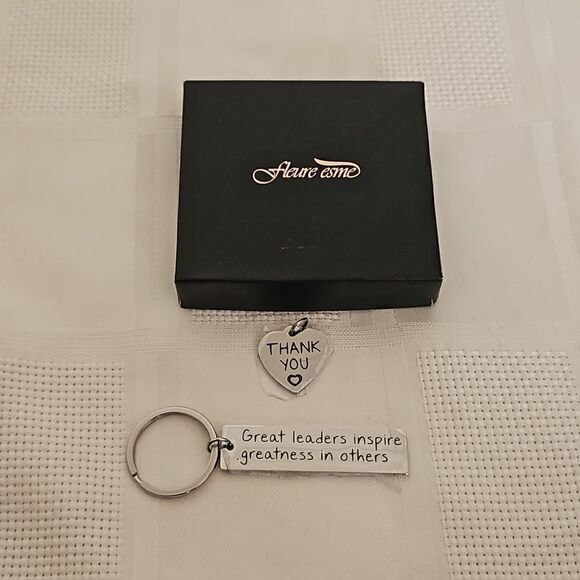 fleure esme
THANK
YOU
Great leaders inspire
greatness in others